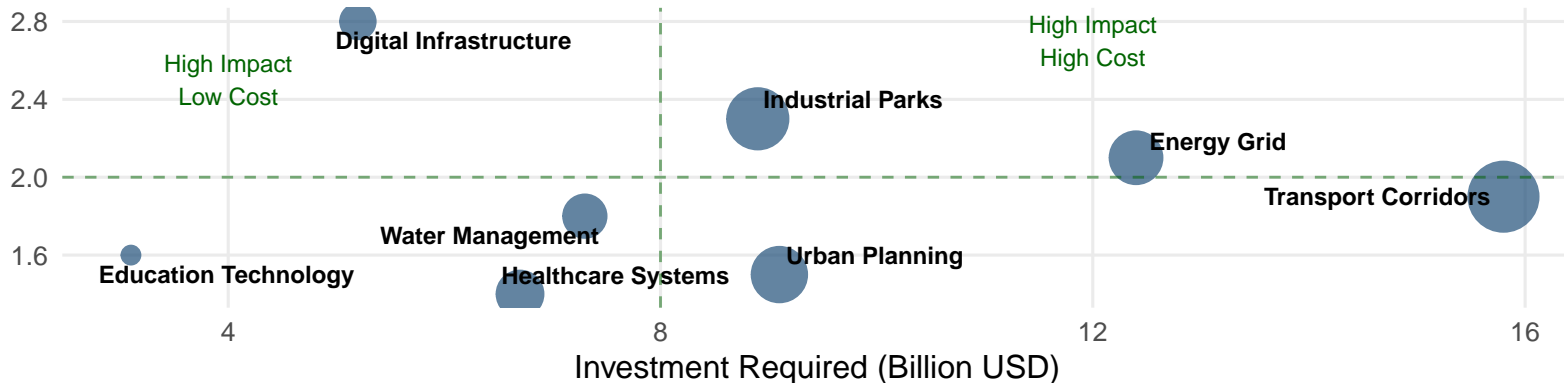 2.8
Digital Infrastructure
High Impact
Low Cost
High Impact
High Cost
2.4
Industrial Parks
Energy Grid
2.0
Transport Corridors
Water Management
1.6
Urban Planning
Education Technology
Healthcare Systems
4
8
12
16
Investment Required (Billion USD)